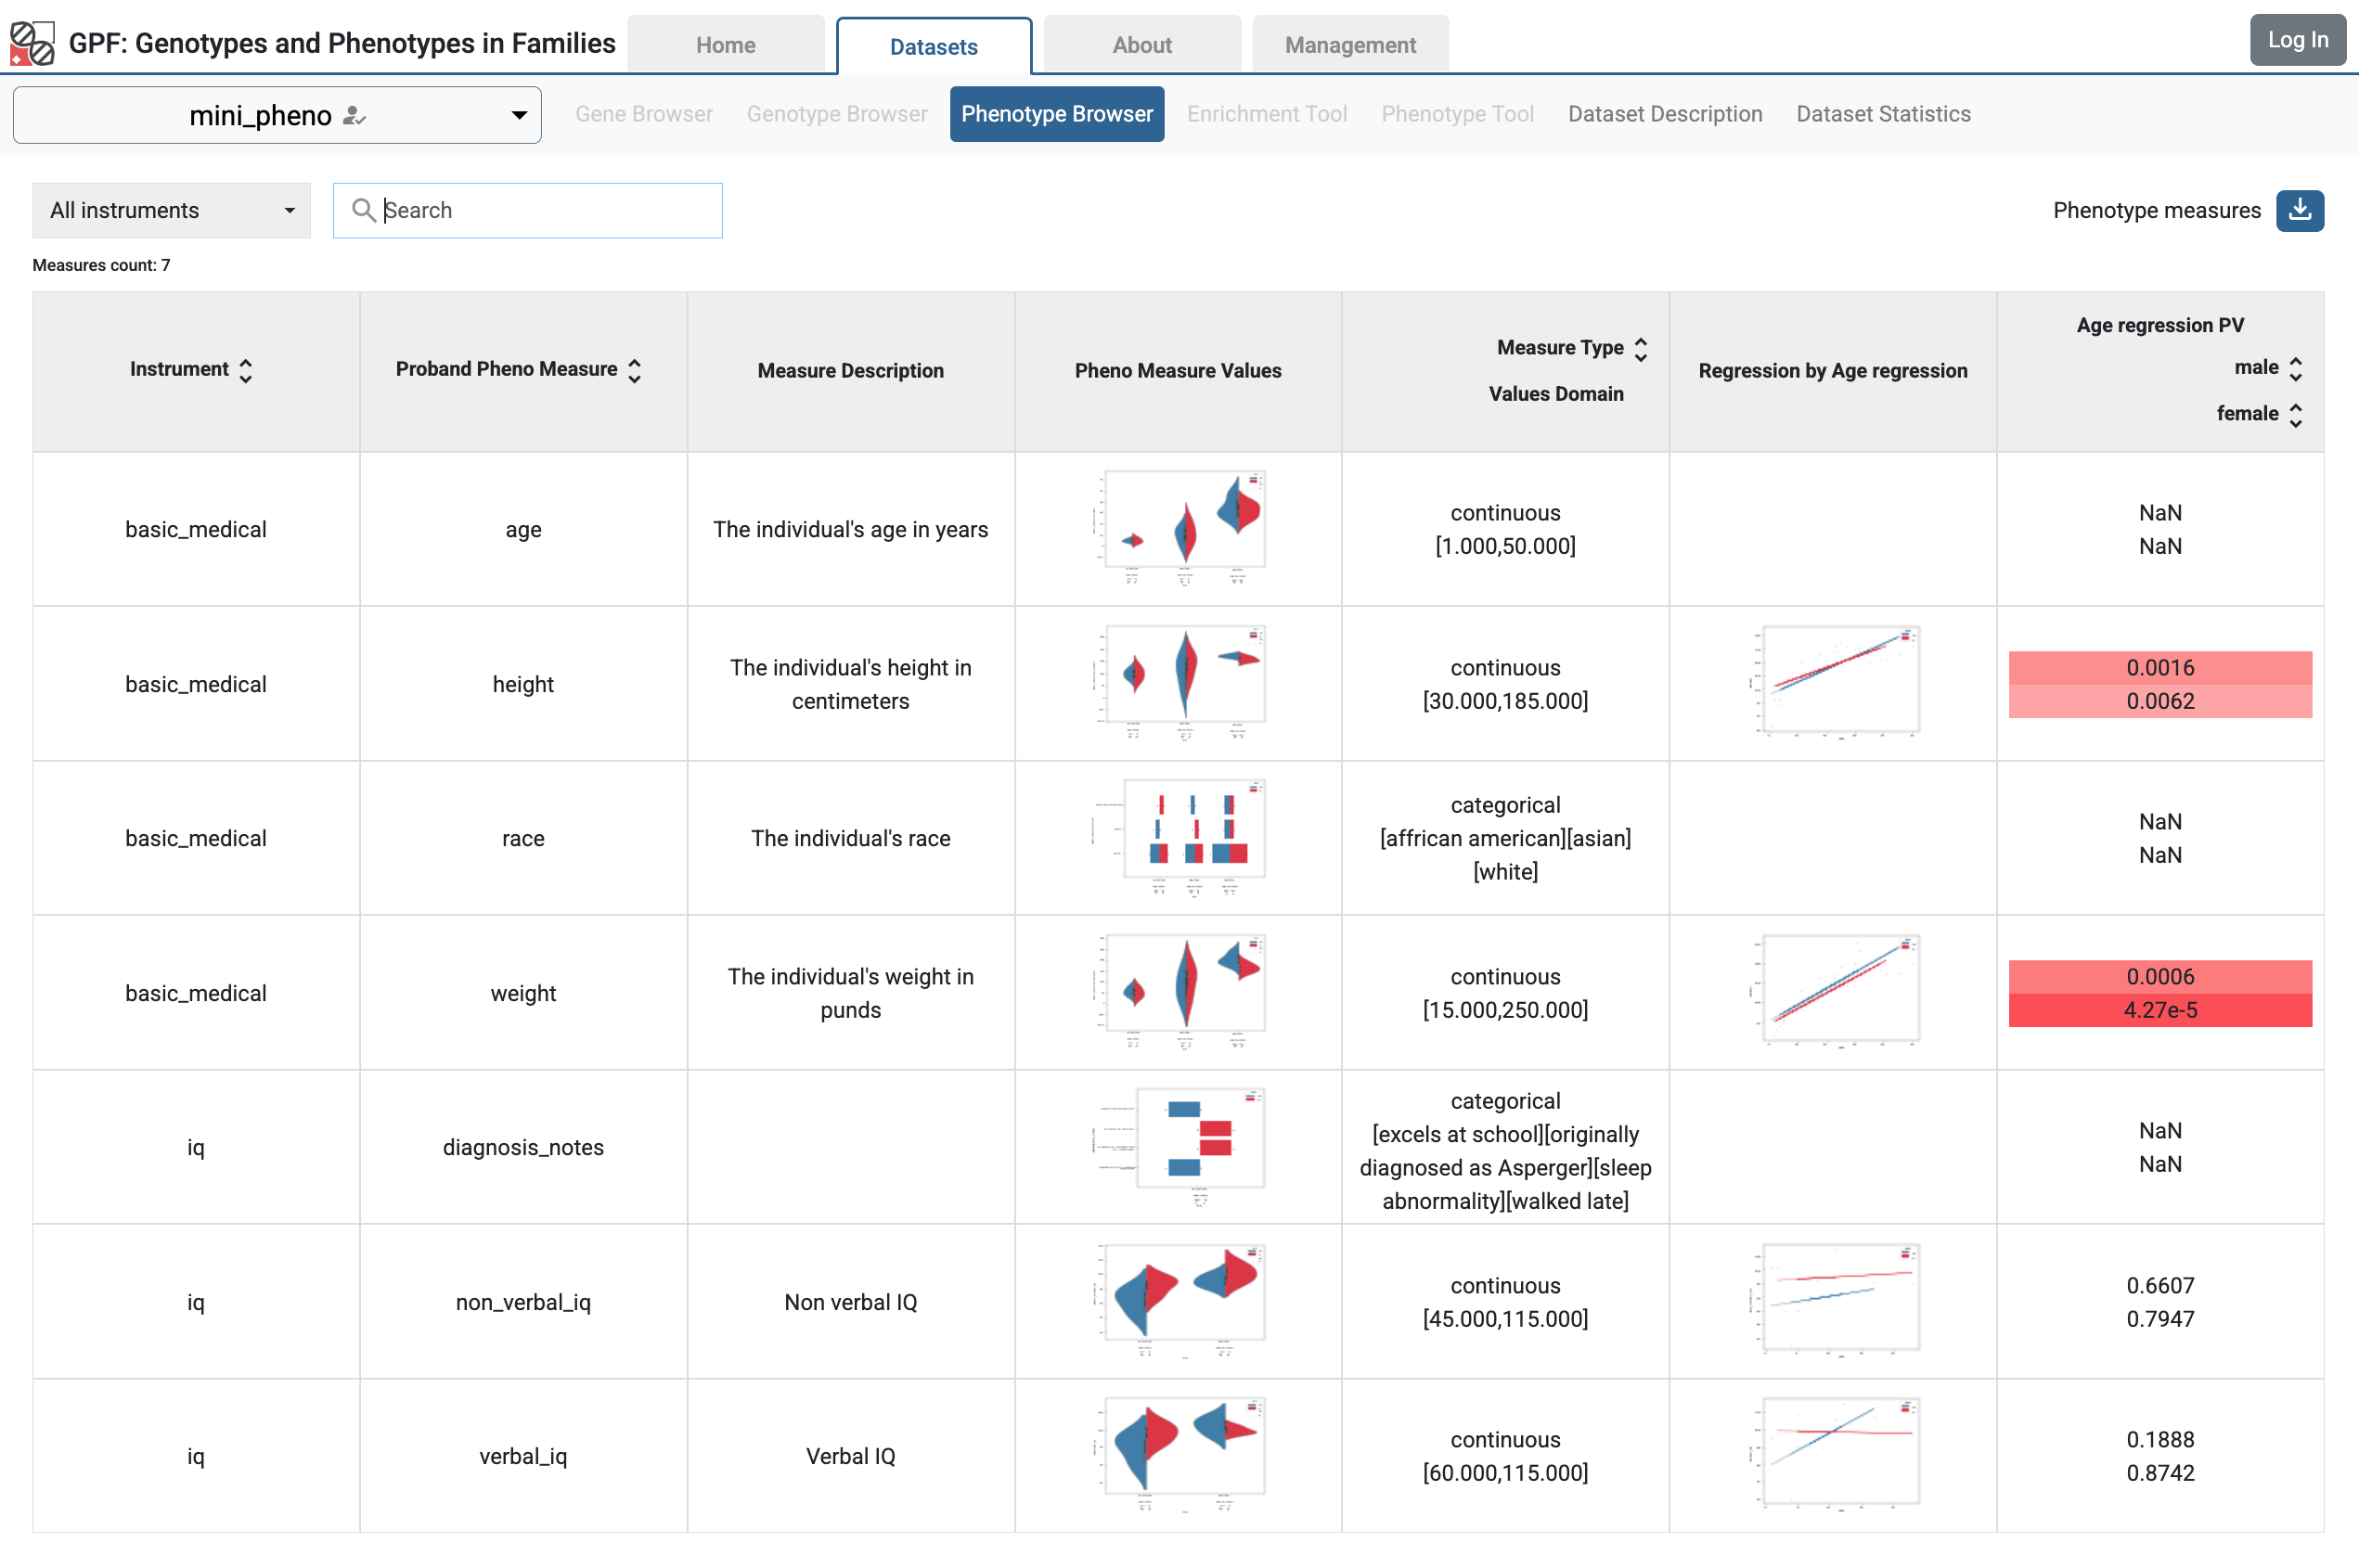 GPF: Genotypes and Phenotypes in Families
Home
Datasets
About
Management
Log In
mini_pheno
Gene Browser
Genotype Browser
Phenotype Browser
Enrichment Tool
Phenotype Tool
Dataset Description
Dataset Statistics
All instruments
Search
Phenotype measures
Measures count: 7
Instrument
Proband Pheno Measure
Measure Description
Pheno Measure Values
Measure Type
Values Domain
Regression by Age regression
Age regression PV
male
female
basic_medical
age
The individual's age in years
continuous
[1.000,50.000]
NaN
NaN
basic_medical
height
The individual's height in
centimeters
continuous
[30.000,185.000]
0.0016
0.0062
basic_medical
race
The individual's race
categorical
[affrican american][asian]
[white]
NaN
NaN
basic_medical
weight
The individual's weight in
punds
continuous
[15.000,250.000]
0.0006
4.27e-5
iq
diagnosis_notes
categorical
[excels at school][originally
diagnosed as Asperger][sleep
abnormality][walked late]
NaN
NaN
iq
non_verbal_iq
Non verbal IQ
continuous
[45.000,115.000]
0.6607
0.7947
iq
verbal_iq
Verbal IQ
continuous
[60.000,115.000]
0.1888
0.8742